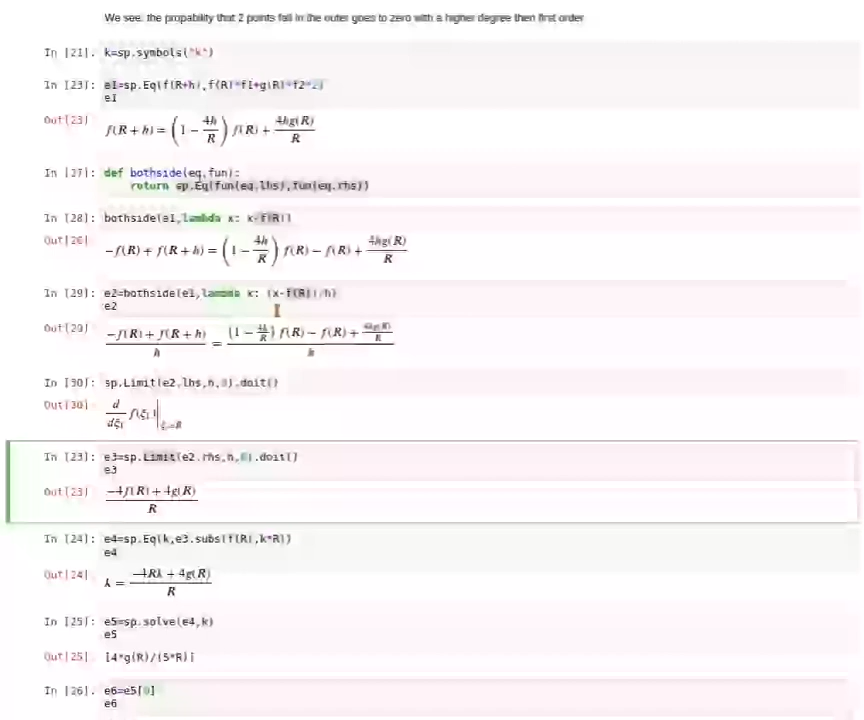 We see, the propability that 2 points fall in the outer goes to zero with a higher degree then first order
In [21]: k=sp.symbols("k")
In [23]: e1=sp.Eq(f(R+h),f(R)*f1+g(R)*f2*2)
e1
Out[23] f(R + h) = (1 − 4h/R) f(R) + 4hg(R)/R
In [37]: def bothside(eq,fun):
return sp.Eq(fun(eq.lhs),fun(eq.rhs))
In [28]: bothside(e1,lambda x: x-f(R))
Out[28] −f(R) + f(R + h) = (1 − 4h/R) f(R) − f(R) + 4hg(R)/R
In [29]: e2=bothside(e1,lambda x: (x-f(R))/h)
e2
Out[29] (−f(R) + f(R + h))/h = ((1 − 4h/R) f(R) − f(R) + 4hg(R)/R)/h
In [30]: sp.Limit(e2.lhs,h,0).doit()
Out[30] d/dξ₁ f(ξ₁)|ξ₁=R
In [23]: e3=sp.Limit(e2.rhs,h,0).doit()
e3
Out[23] (−4f(R) + 4g(R))/R
In [24]: e4=sp.Eq(k,e3.subs(f(R),k*R))
e4
Out[24] k = (−4Rk + 4g(R))/R
In [25]: e5=sp.solve(e4,k)
e5
Out[25] [4*g(R)/(5*R)]
In [26]: e6=e5[0]
e6